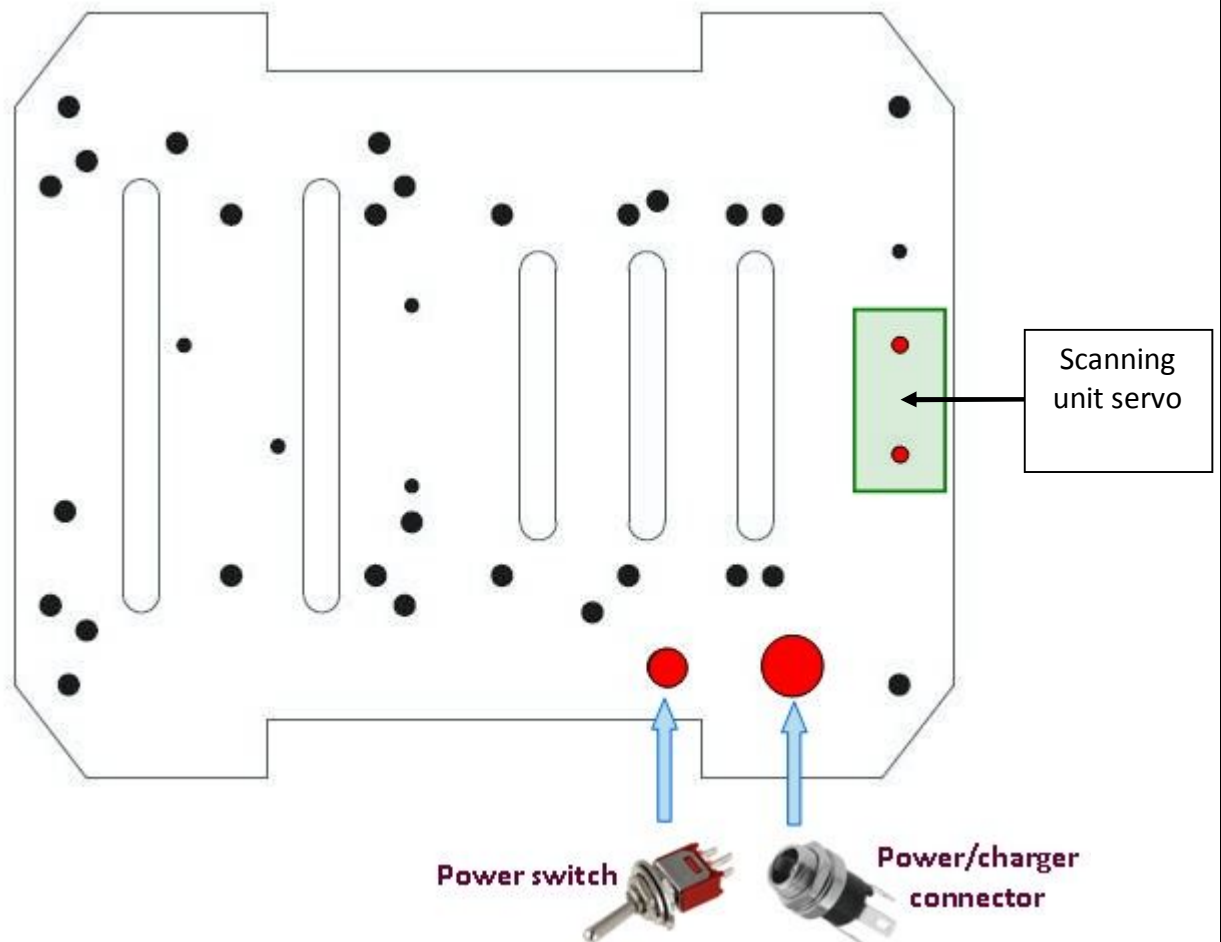 Scanning
unit servo
Power switch
Power/charger
connector